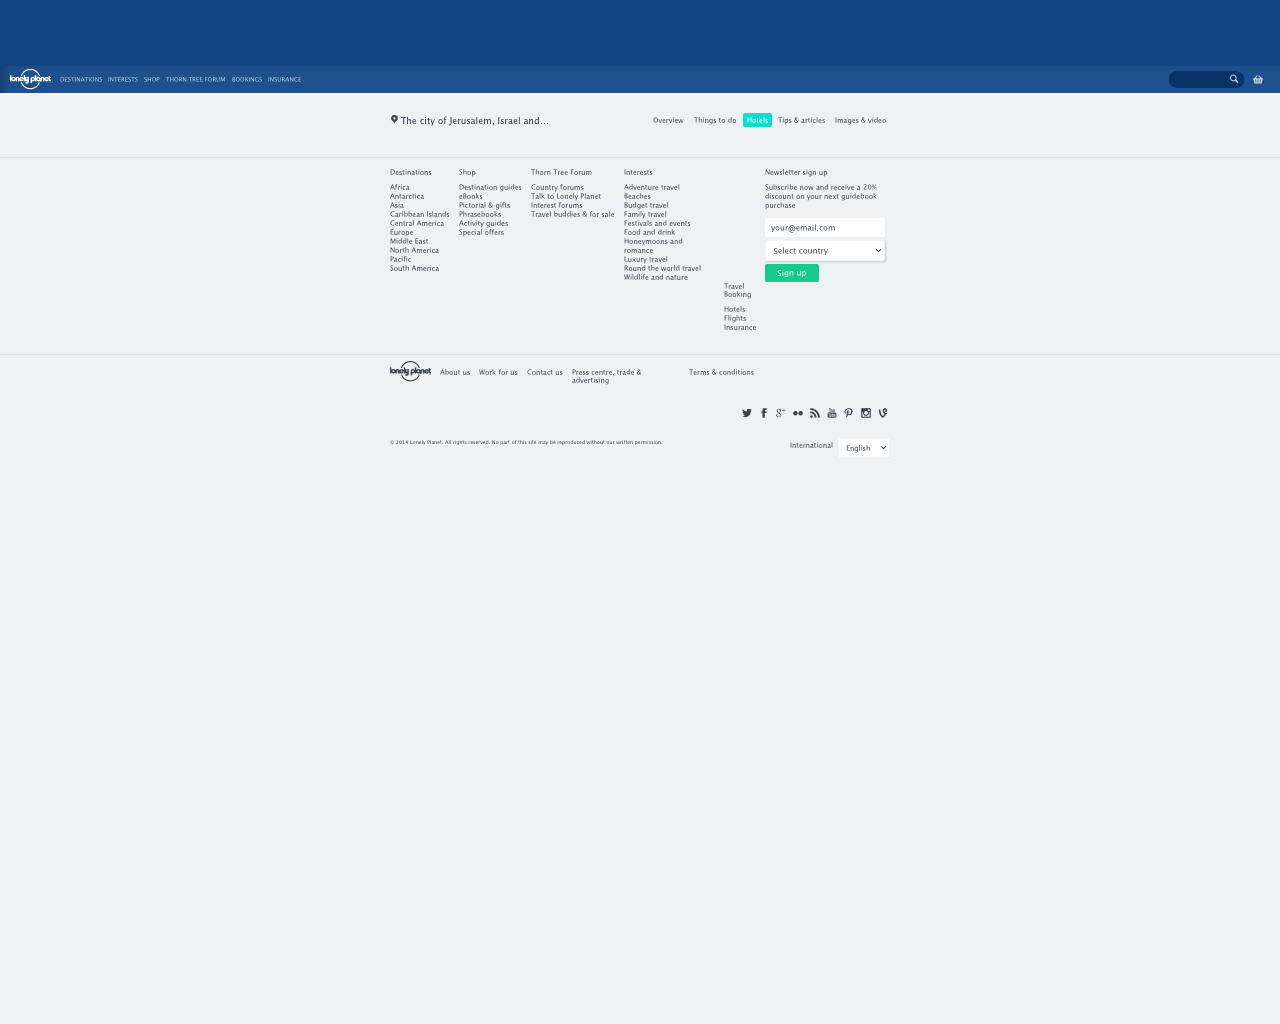 lonely planet DESTINATIONS INTERESTS SHOP THORN TREE FORUM BOOKINGS INSURANCE
The city of Jerusalem, Israel and...
Overview Things to do Hotels Tips & articles Images & video
Destinations
Africa
Antarctica
Asia
Caribbean Islands
Central America
Europe
Middle East
North America
Pacific
South America
Shop
Destination guides
eBooks
Pictorial & gifts
Phrasebooks
Activity guides
Special offers
Thorn Tree Forum
Country forums
Talk to Lonely Planet
Interest forums
Travel buddies & for sale
Interests
Adventure travel
Beaches
Budget travel
Family travel
Festivals and events
Food and drink
Honeymoons and
romance
Luxury travel
Round the world travel
Wildlife and nature
Travel
Booking
Hotels
Flights
Insurance
Newsletter sign up
Subscribe now and receive a 20%
discount on your next guidebook
purchase
your@email.com
Select country
Sign up
lonely planet About us Work for us Contact us Press centre, trade &
advertising
Terms & conditions
© 2014 Lonely Planet. All rights reserved. No part of this site may be reproduced without our written permission.
International English